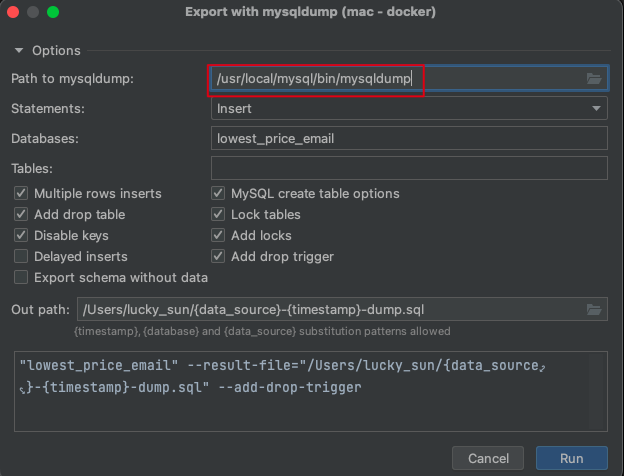 Export with mysqldump (mac - docker)
Options
Path to mysqldump: /usr/local/mysql/bin/mysqldump
Statements: Insert
Databases: lowest_price_email
Tables:
Multiple rows inserts MySQL create table options
Add drop table Lock tables
Disable keys Add locks
Delayed inserts Add drop trigger
Export schema without data
Out path: /Users/lucky_sun/{data_source}-{timestamp}-dump.sql
{timestamp}, {database} and {data_source} substitution patterns allowed
"lowest_price_email" --result-file="/Users/lucky_sun/{data_source
}-{timestamp}-dump.sql" --add-drop-trigger
Cancel Run